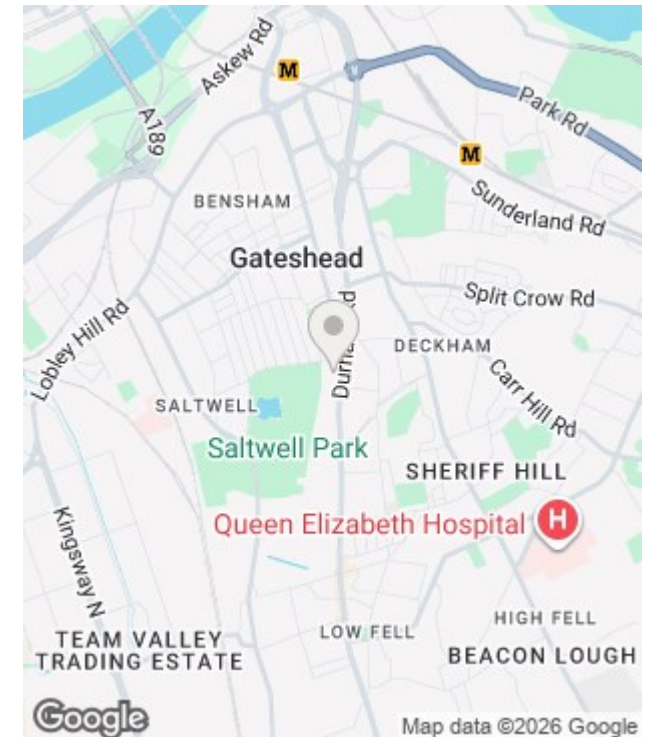 Askew Rd
M
A189
Park Rd
M
BENSHAM
Sunderland Rd
Gateshead
Split Crow Rd
Durham Rd
Lobley Hill Rd
DECKHAM
Carr Hill Rd
SALTWELL
Saltwell Park
SHERIFF HILL
Queen Elizabeth Hospital
H
Kingsway N
HIGH FELL
LOW FELL
TEAM VALLEY
TRADING ESTATE
BEACON LOUGH
Google
Map data ©2026 Google